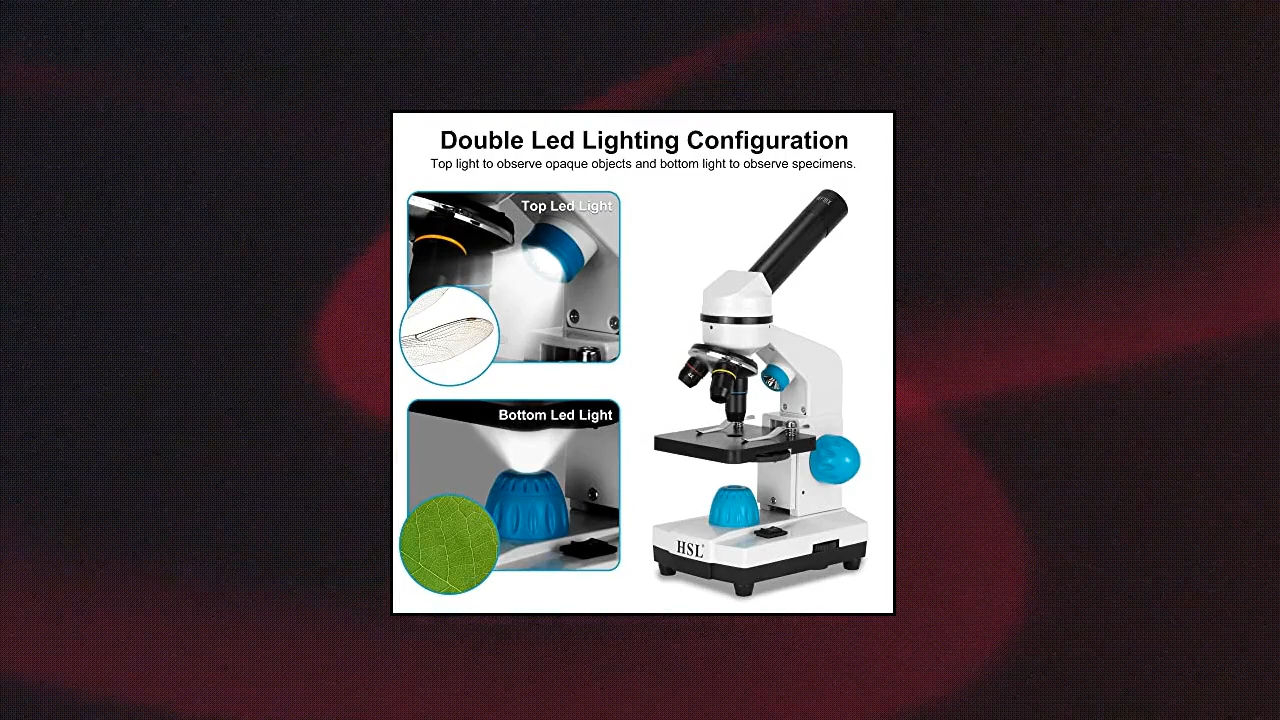 Double Led Lighting Configuration
Top light to observe opaque objects and bottom light to observe specimens.
Top Led Light
Bottom Led Light
HSL